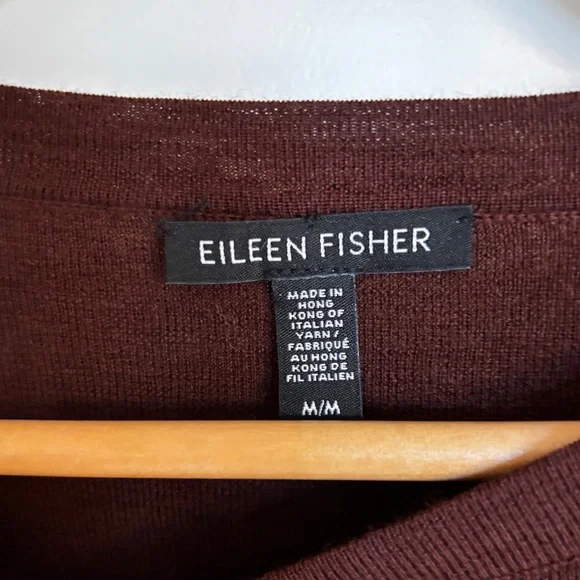 EILEEN FISHER
MADE IN
HONG
KONG OF
ITALIAN
YARN/
FABRIQUÉ
AU HONG
KONG DE
FIL ITALIEN
M/M